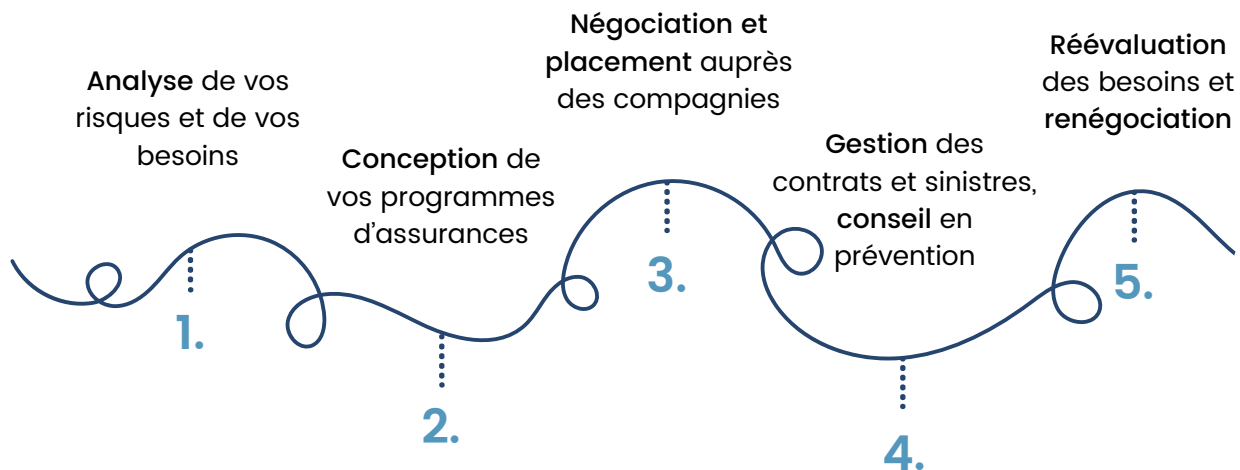 Analyse de vos
risques et de vos
besoins
1.
Conception de
vos programmes
d’assurances
2.
Négociation et
placement auprès
des compagnies
3.
Gestion des
contrats et sinistres,
conseil en
prévention
4.
Réévaluation
des besoins et
renégociation
5.